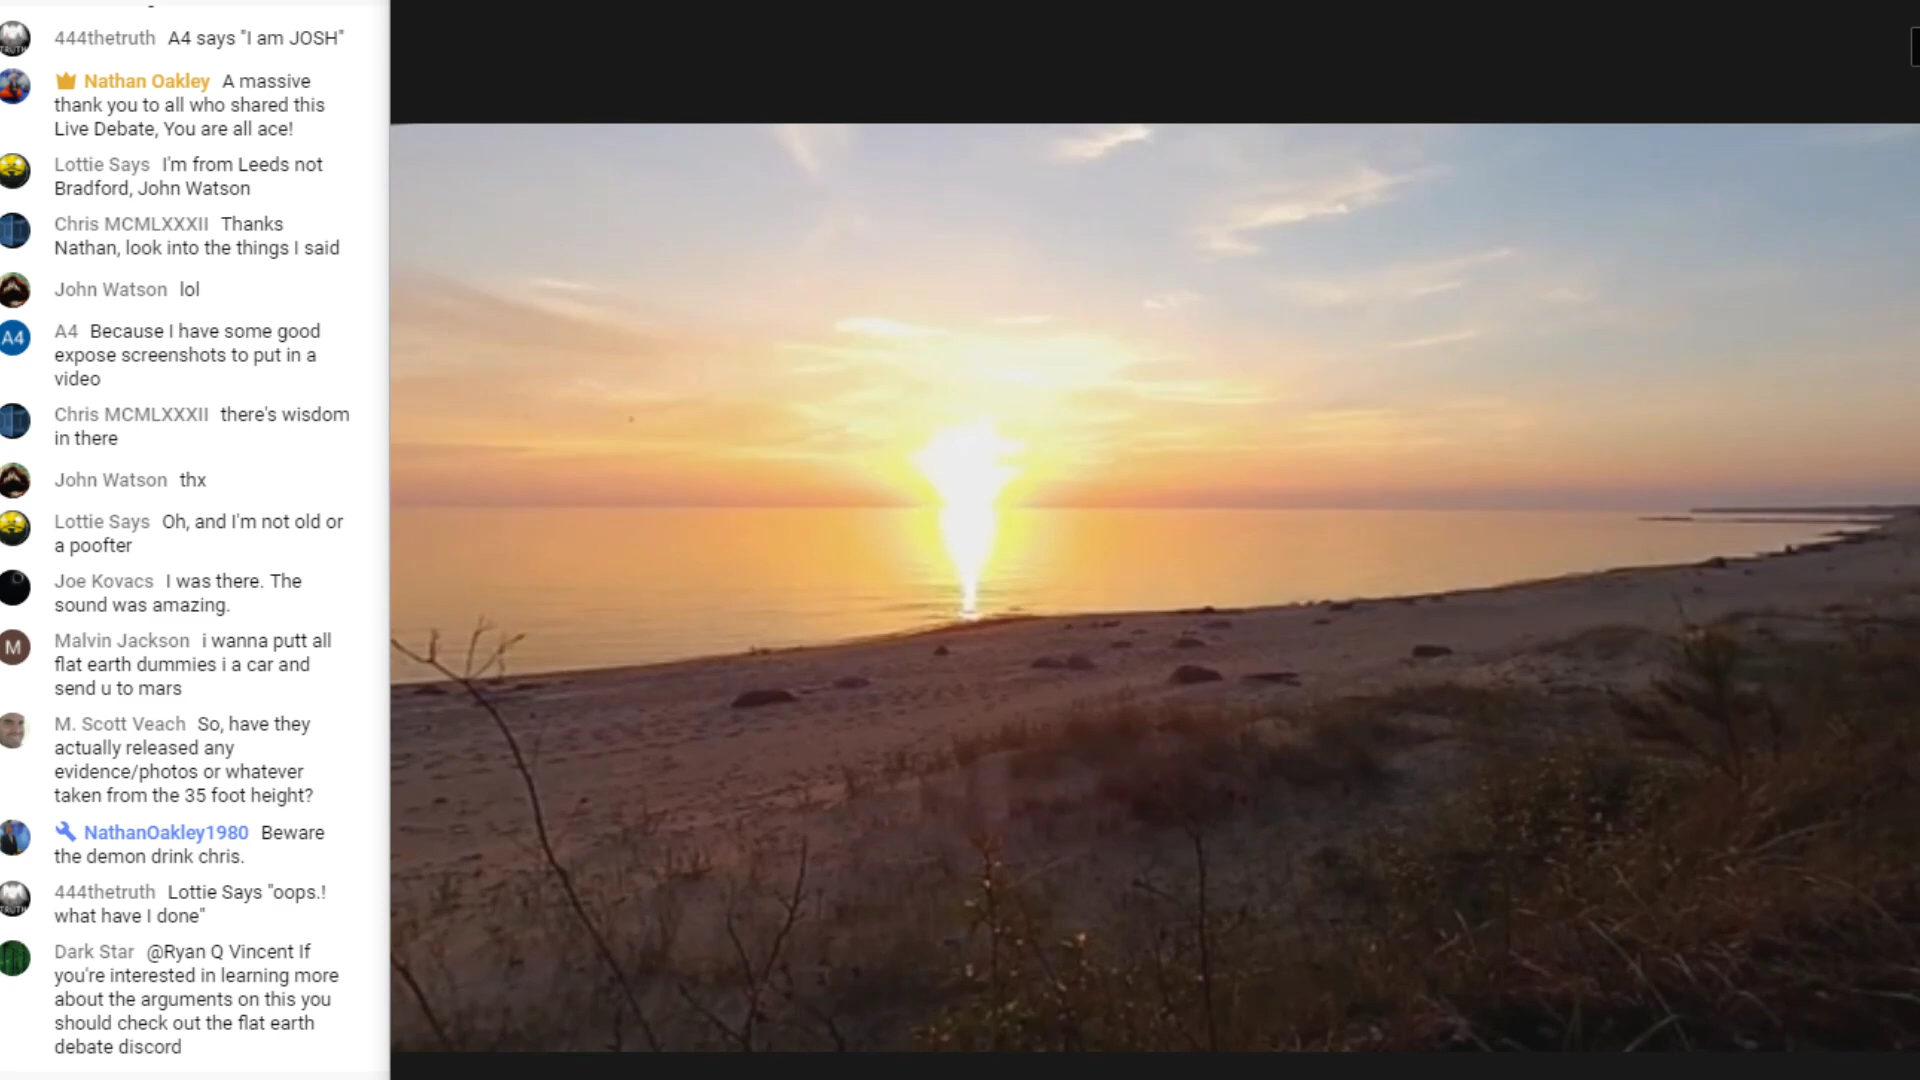 444thetruth A4 says "I am JOSH"
Nathan Oakley A massive
thank you to all who shared this
Live Debate, You are all ace!
Lottie Says I'm from Leeds not
Bradford, John Watson
Chris MCMLXXXII Thanks
Nathan, look into the things I said
John Watson lol
A4
A4 Because I have some good
expose screenshots to put in a
video
Chris MCMLXXXII there's wisdom
in there
John Watson thx
Lottie Says Oh, and I'm not old or
a poofter
Joe Kovacs I was there. The
sound was amazing.
M
Malvin Jackson i wanna putt all
flat earth dummies i a car and
send u to mars
M. Scott Veach So, have they
actually released any
evidence/photos or whatever
taken from the 35 foot height?
NathanOakley1980 Beware
the demon drink chris.
444thetruth Lottie Says "oops.!
what have I done"
Dark Star @Ryan Q Vincent If
you're interested in learning more
about the arguments on this you
should check out the flat earth
debate discord